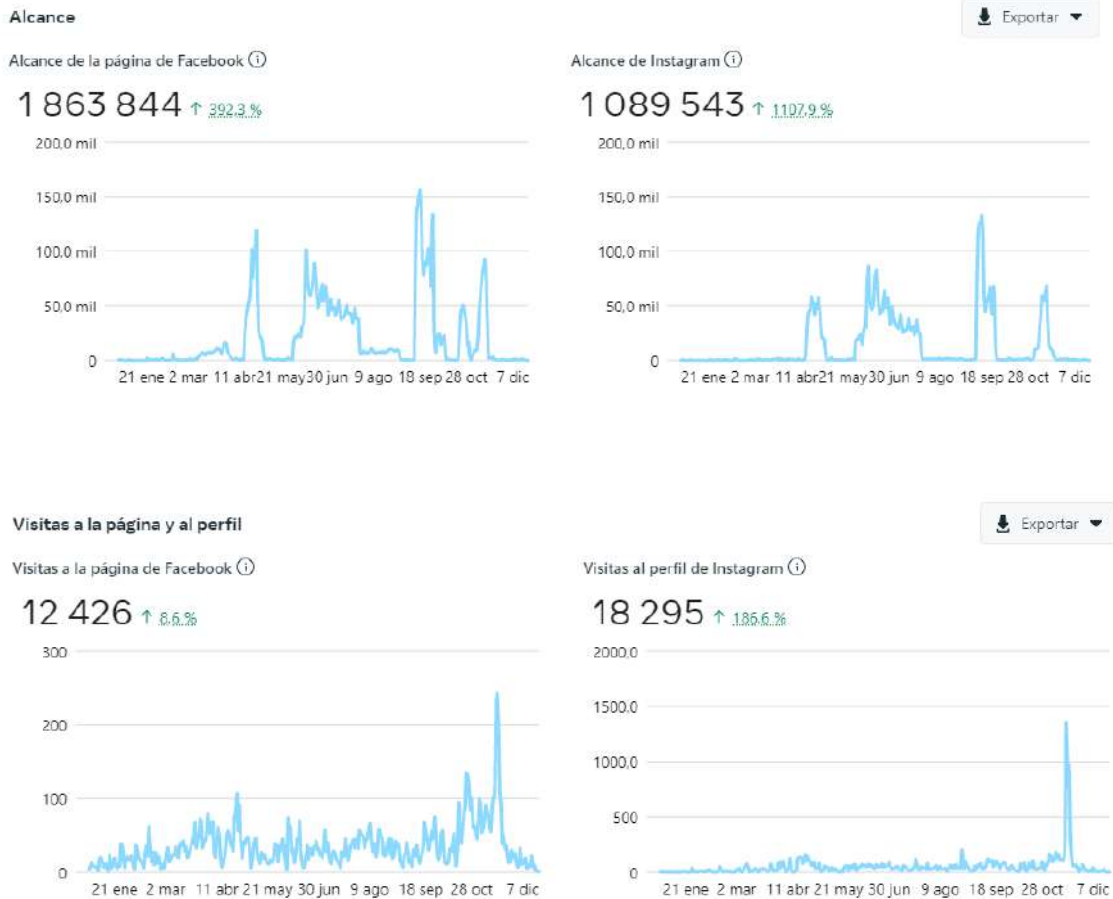 Alcance
Exportar
Alcance de la página de Facebook
1 863 844 ↑ 392,3 %
200,0 mil
150,0 mil
100,0 mil
50,0 mil
0
21 ene 2 mar 11 abr 21 may 30 jun 9 ago 18 sep 28 oct 7 dic
Alcance de Instagram
1 089 543 ↑ 1107,9 %
200,0 mil
150,0 mil
100,0 mil
50,0 mil
0
21 ene 2 mar 11 abr 21 may 30 jun 9 ago 18 sep 28 oct 7 dic
Visitas a la página y al perfil
Exportar
Visitas a la página de Facebook
12 426 ↑ 8,6 %
300
200
100
0
21 ene 2 mar 11 abr 21 may 30 jun 9 ago 18 sep 28 oct 7 dic
Visitas al perfil de Instagram
18 295 ↑ 186,6 %
2000,0
1500,0
1000,0
500
0
21 ene 2 mar 11 abr 21 may 30 jun 9 ago 18 sep 28 oct 7 dic